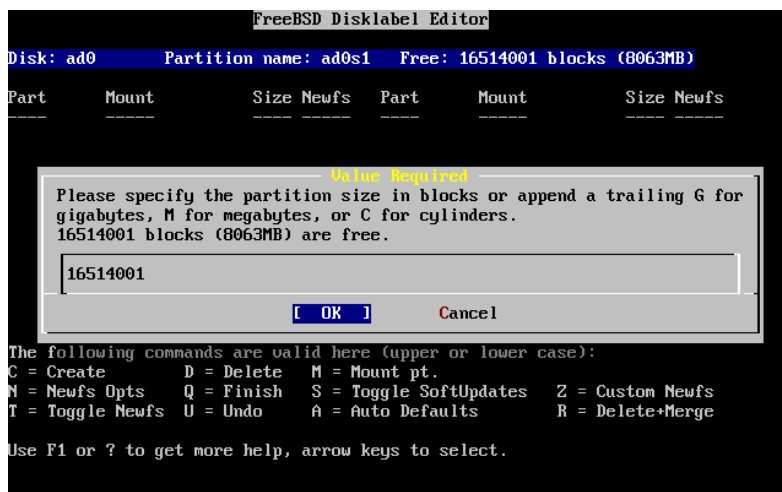 FreeBSD Disklabel Editor
Disk: ad0 Partition name: ad0s1 Free: 16514001 blocks (8063MB)
Part Mount Size Newfs Part Mount Size Newfs
---- ----- ---- ----- ---- ----- ---- -----
Value Required
Please specify the partition size in blocks or append a trailing G for
gigabytes, M for megabytes, or C for cylinders.
16514001 blocks (8063MB) are free.
16514001
[ OK ] Cancel
The following commands are valid here (upper or lower case):
C = Create D = Delete M = Mount pt.
N = Newfs Opts Q = Finish S = Toggle SoftUpdates Z = Custom Newfs
T = Toggle Newfs U = Undo A = Auto Defaults R = Delete+Merge
Use F1 or ? to get more help, arrow keys to select.